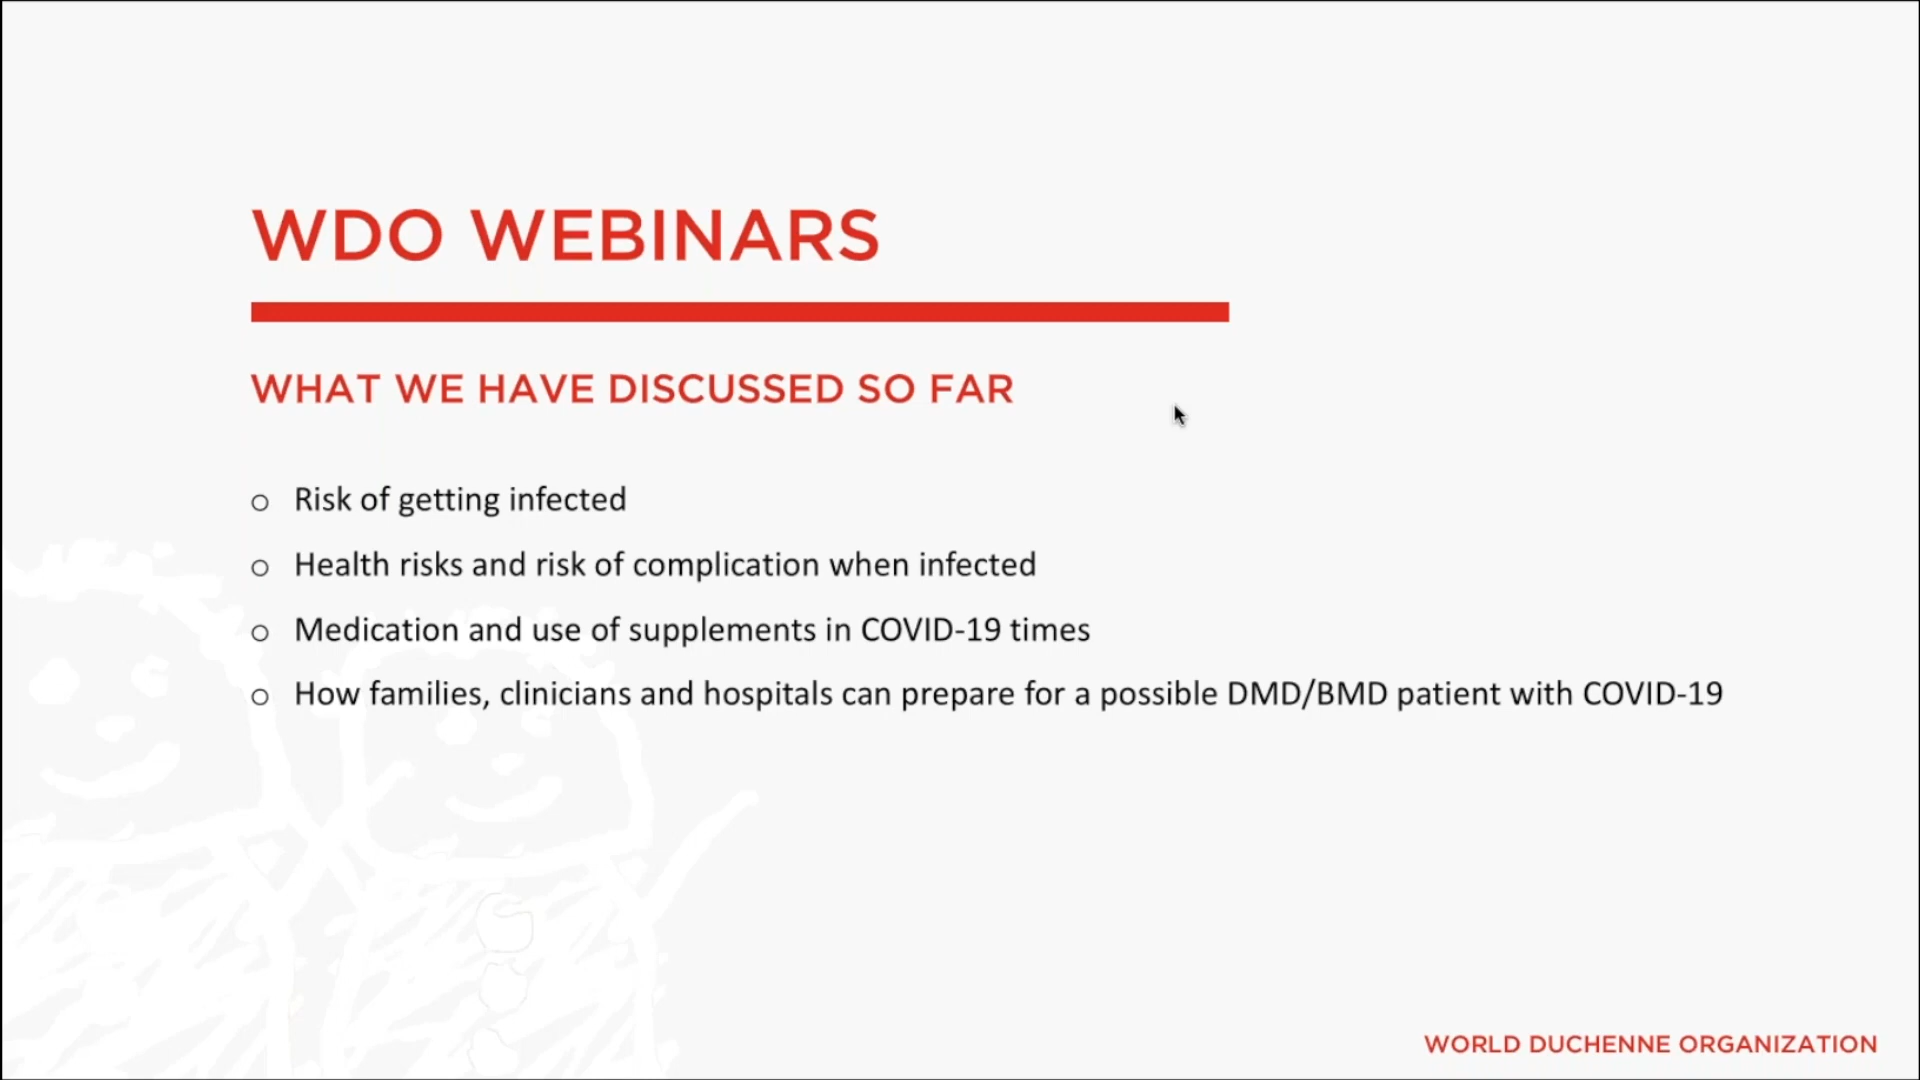 WDO WEBINARS
WHAT WE HAVE DISCUSSED SO FAR
o Risk of getting infected
o Health risks and risk of complication when infected
o Medication and use of supplements in COVID-19 times
o How families, clinicians and hospitals can prepare for a possible DMD/BMD patient with COVID-19
WORLD DUCHENNE ORGANIZATION